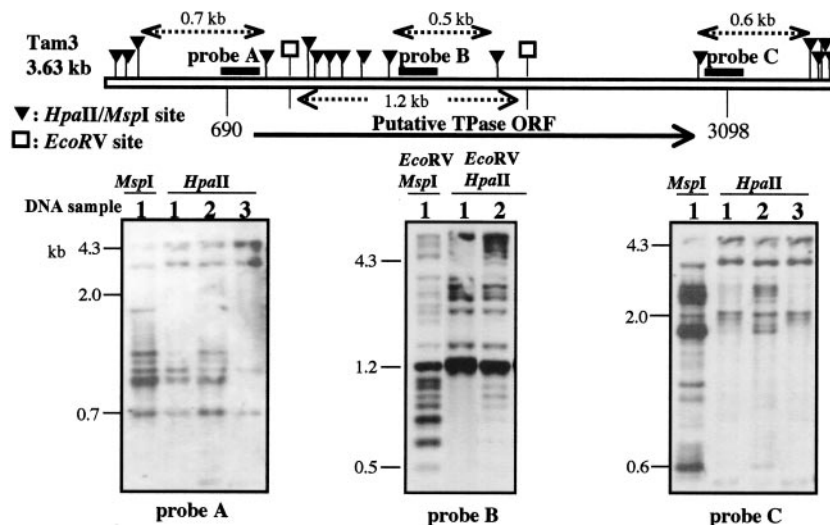 0.7 kb 0.5 kb 0.6 kb
Tam3
3.63 kb
probe A probe B probe C
1.2 kb
▼: HpaII/MspI site
□: EcoRV site
690 Putative TPase ORF 3098
MspI HpaII
DNA sample 1 1 2 3
kb 4.3
2.0
0.7
probe A
EcoRV EcoRV
MspI HpaII
1 1 2
4.3
1.2
0.5
probe B
MspI HpaII
1 1 2 3
4.3
2.0
0.6
probe C